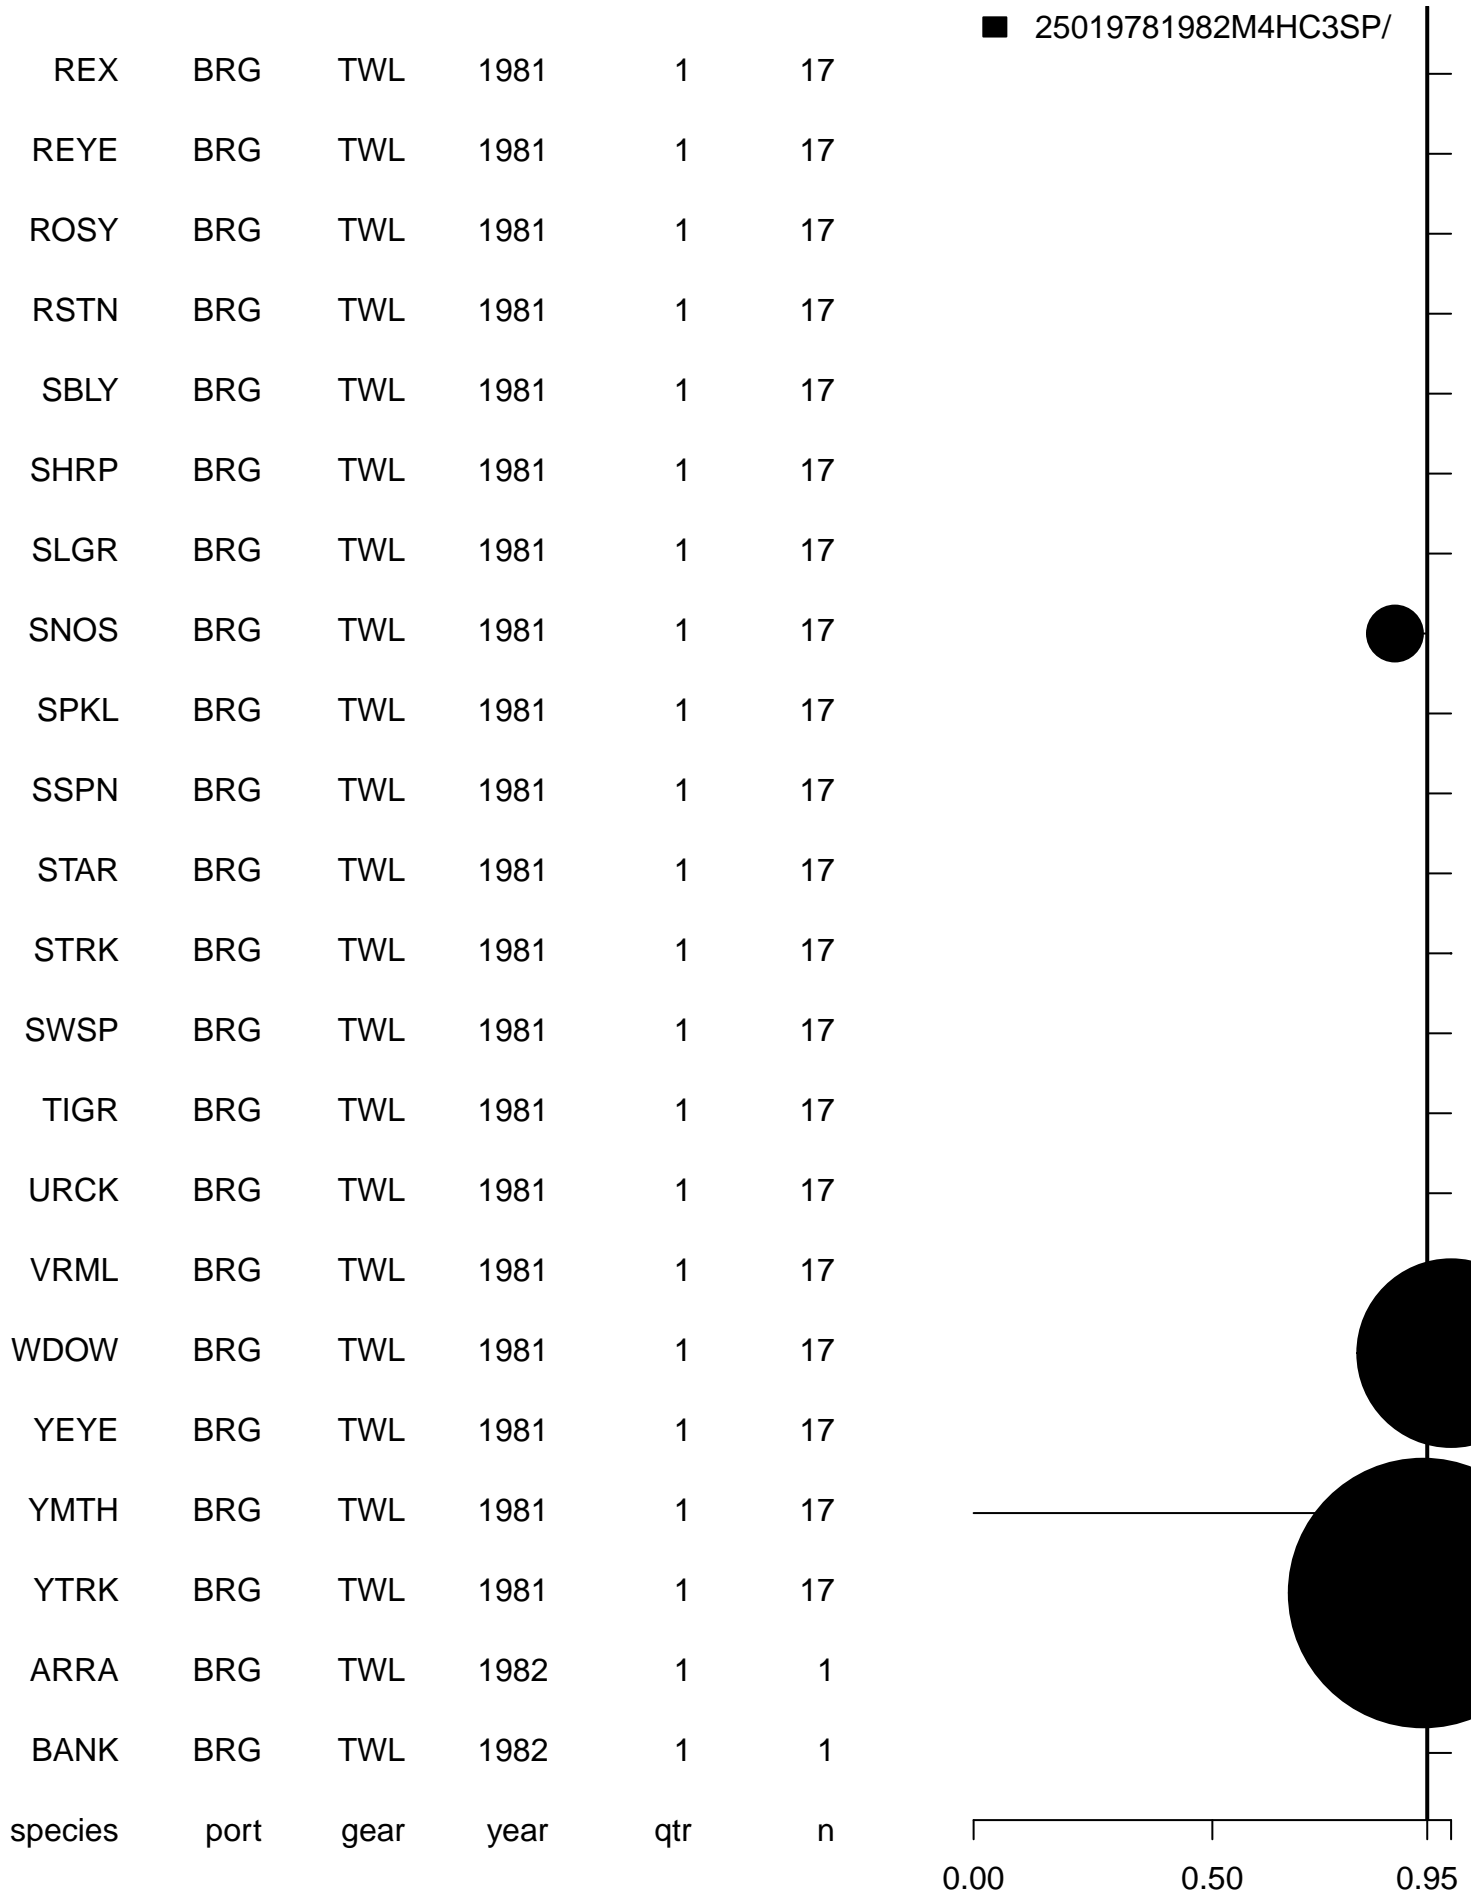 25019781982M4HC3SP/
REX BRG TWL 1981 1 17
REYE BRG TWL 1981 1 17
ROSY BRG TWL 1981 1 17
RSTN BRG TWL 1981 1 17
SBLY BRG TWL 1981 1 17
SHRP BRG TWL 1981 1 17
SLGR BRG TWL 1981 1 17
SNOS BRG TWL 1981 1 17
SPKL BRG TWL 1981 1 17
SSPN BRG TWL 1981 1 17
STAR BRG TWL 1981 1 17
STRK BRG TWL 1981 1 17
SWSP BRG TWL 1981 1 17
TIGR BRG TWL 1981 1 17
URCK BRG TWL 1981 1 17
VRML BRG TWL 1981 1 17
WDOW BRG TWL 1981 1 17
YEYE BRG TWL 1981 1 17
YMTH BRG TWL 1981 1 17
YTRK BRG TWL 1981 1 17
ARRA BRG TWL 1982 1 1
BANK BRG TWL 1982 1 1
species port gear year qtr n
0.00 0.50 0.95